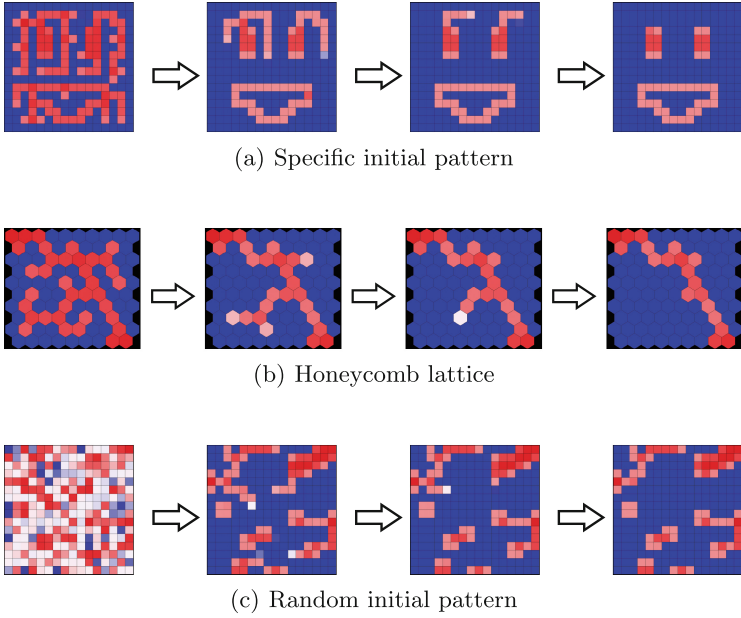 (a) Specific initial pattern
(b) Honeycomb lattice
(c) Random initial pattern